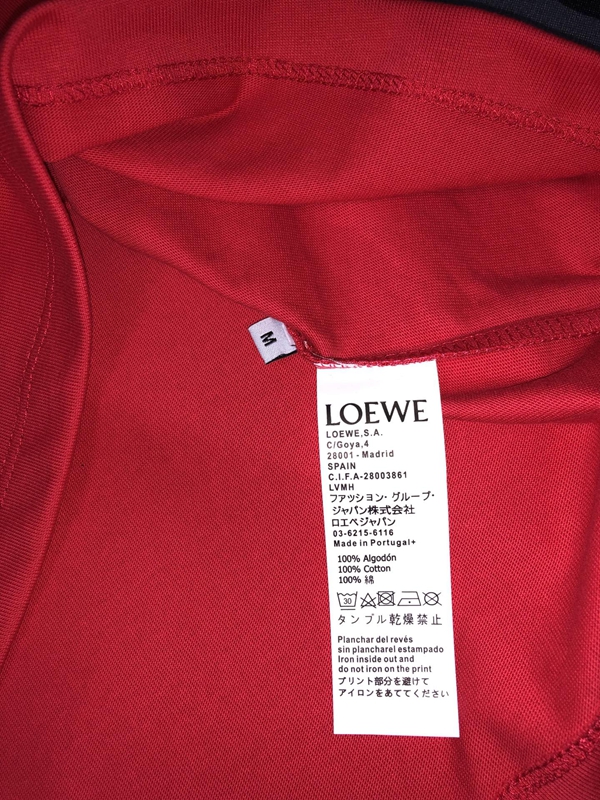 M
LOEWE
LOEWE,S.A.
C/Goya,4
28001 - Madrid
SPAIN
C.I.F.A-28003861
LVMH
ファッション・グループ・
ジャパン株式会社
ロエベジャパン
03-6215-6116
Made in Portugal+
100% Algodón
100% Cotton
100% 綿
30
タンブル乾燥禁止
Planchar del revés
sin plancharel estampado
Iron inside out and
do not iron on the print
プリント部分を避けて
アイロンをあててください